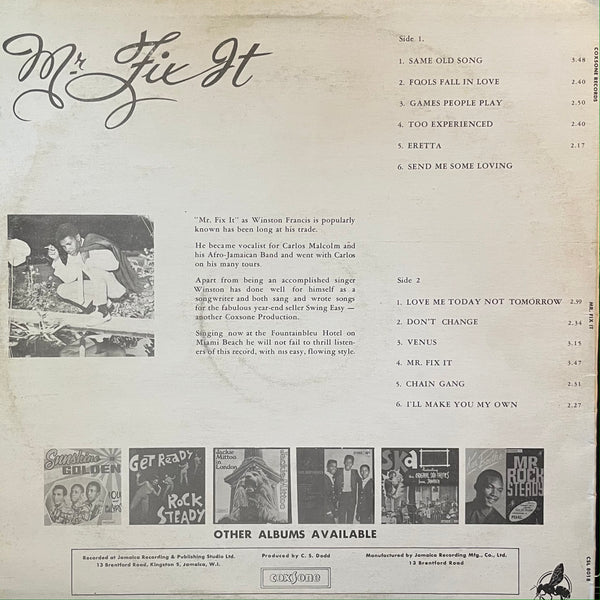 Mr Fix It
Side 1.
1. SAME OLD SONG 3.48
2. FOOLS FALL IN LOVE 2.40
3. GAMES PEOPLE PLAY 2.50
4. TOO EXPERIENCED 2.40
5. ERETTA 2.17
6. SEND ME SOME LOVING
"Mr. Fix It" as Winston Francis is popularly
known has been long at his trade.
He became vocalist for Carlos Malcolm and
his Afro-Jamaican Band and went with Carlos
on his many tours.
Apart from being an accomplished singer
Winston has done well for himself as a
songwriter and both sang and wrote songs
for the fabulous year-end seller Swing Easy —
another Coxsone Production.
Singing now at the Fountainbleu Hotel on
Miami Beach he will not fail to thrill listen-
ers of this record, with his easy, flowing style.
Side 2
1. LOVE ME TODAY NOT TOMORROW 2.59
2. DON'T CHANGE 2.34
3. VENUS 3.15
4. MR. FIX IT 3.47
5. CHAIN GANG 2.31
6. I'LL MAKE YOU MY OWN 2.27
COXSONE RECORDS
MR. FIX IT
CSL 8018
Sunshine
GOLDEN
GET READY
ROCK
STEADY
Jackie
Mittoo
in
London
SKA
MR
ROCK
STEADY
OTHER ALBUMS AVAILABLE
Recorded at Jamaica Recording & Publishing Studio Ltd.
13 Brentford Road, Kingston 5, Jamaica, W.I.
Produced by C. S. Dodd
coxsone
Manufactured by Jamaica Recording Mfg., Co., Ltd.
13 Brentford Road